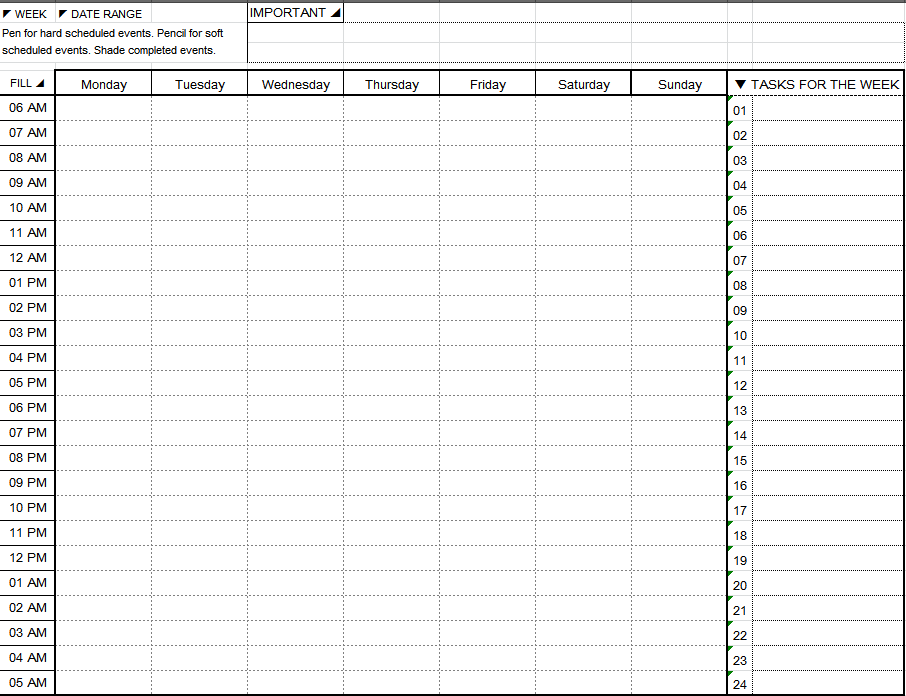 WEEK DATE RANGE IMPORTANT
Pen for hard scheduled events. Pencil for soft
scheduled events. Shade completed events.
FILL Monday Tuesday Wednesday Thursday Friday Saturday Sunday TASKS FOR THE WEEK
06 AM 01
07 AM 02
08 AM 03
09 AM 04
10 AM 05
11 AM 06
12 AM 07
01 PM 08
02 PM 09
03 PM 10
04 PM 11
05 PM 12
06 PM 13
07 PM 14
08 PM 15
09 PM 16
10 PM 17
11 PM 18
12 PM 19
01 AM 20
02 AM 21
03 AM 22
04 AM 23
05 AM 24